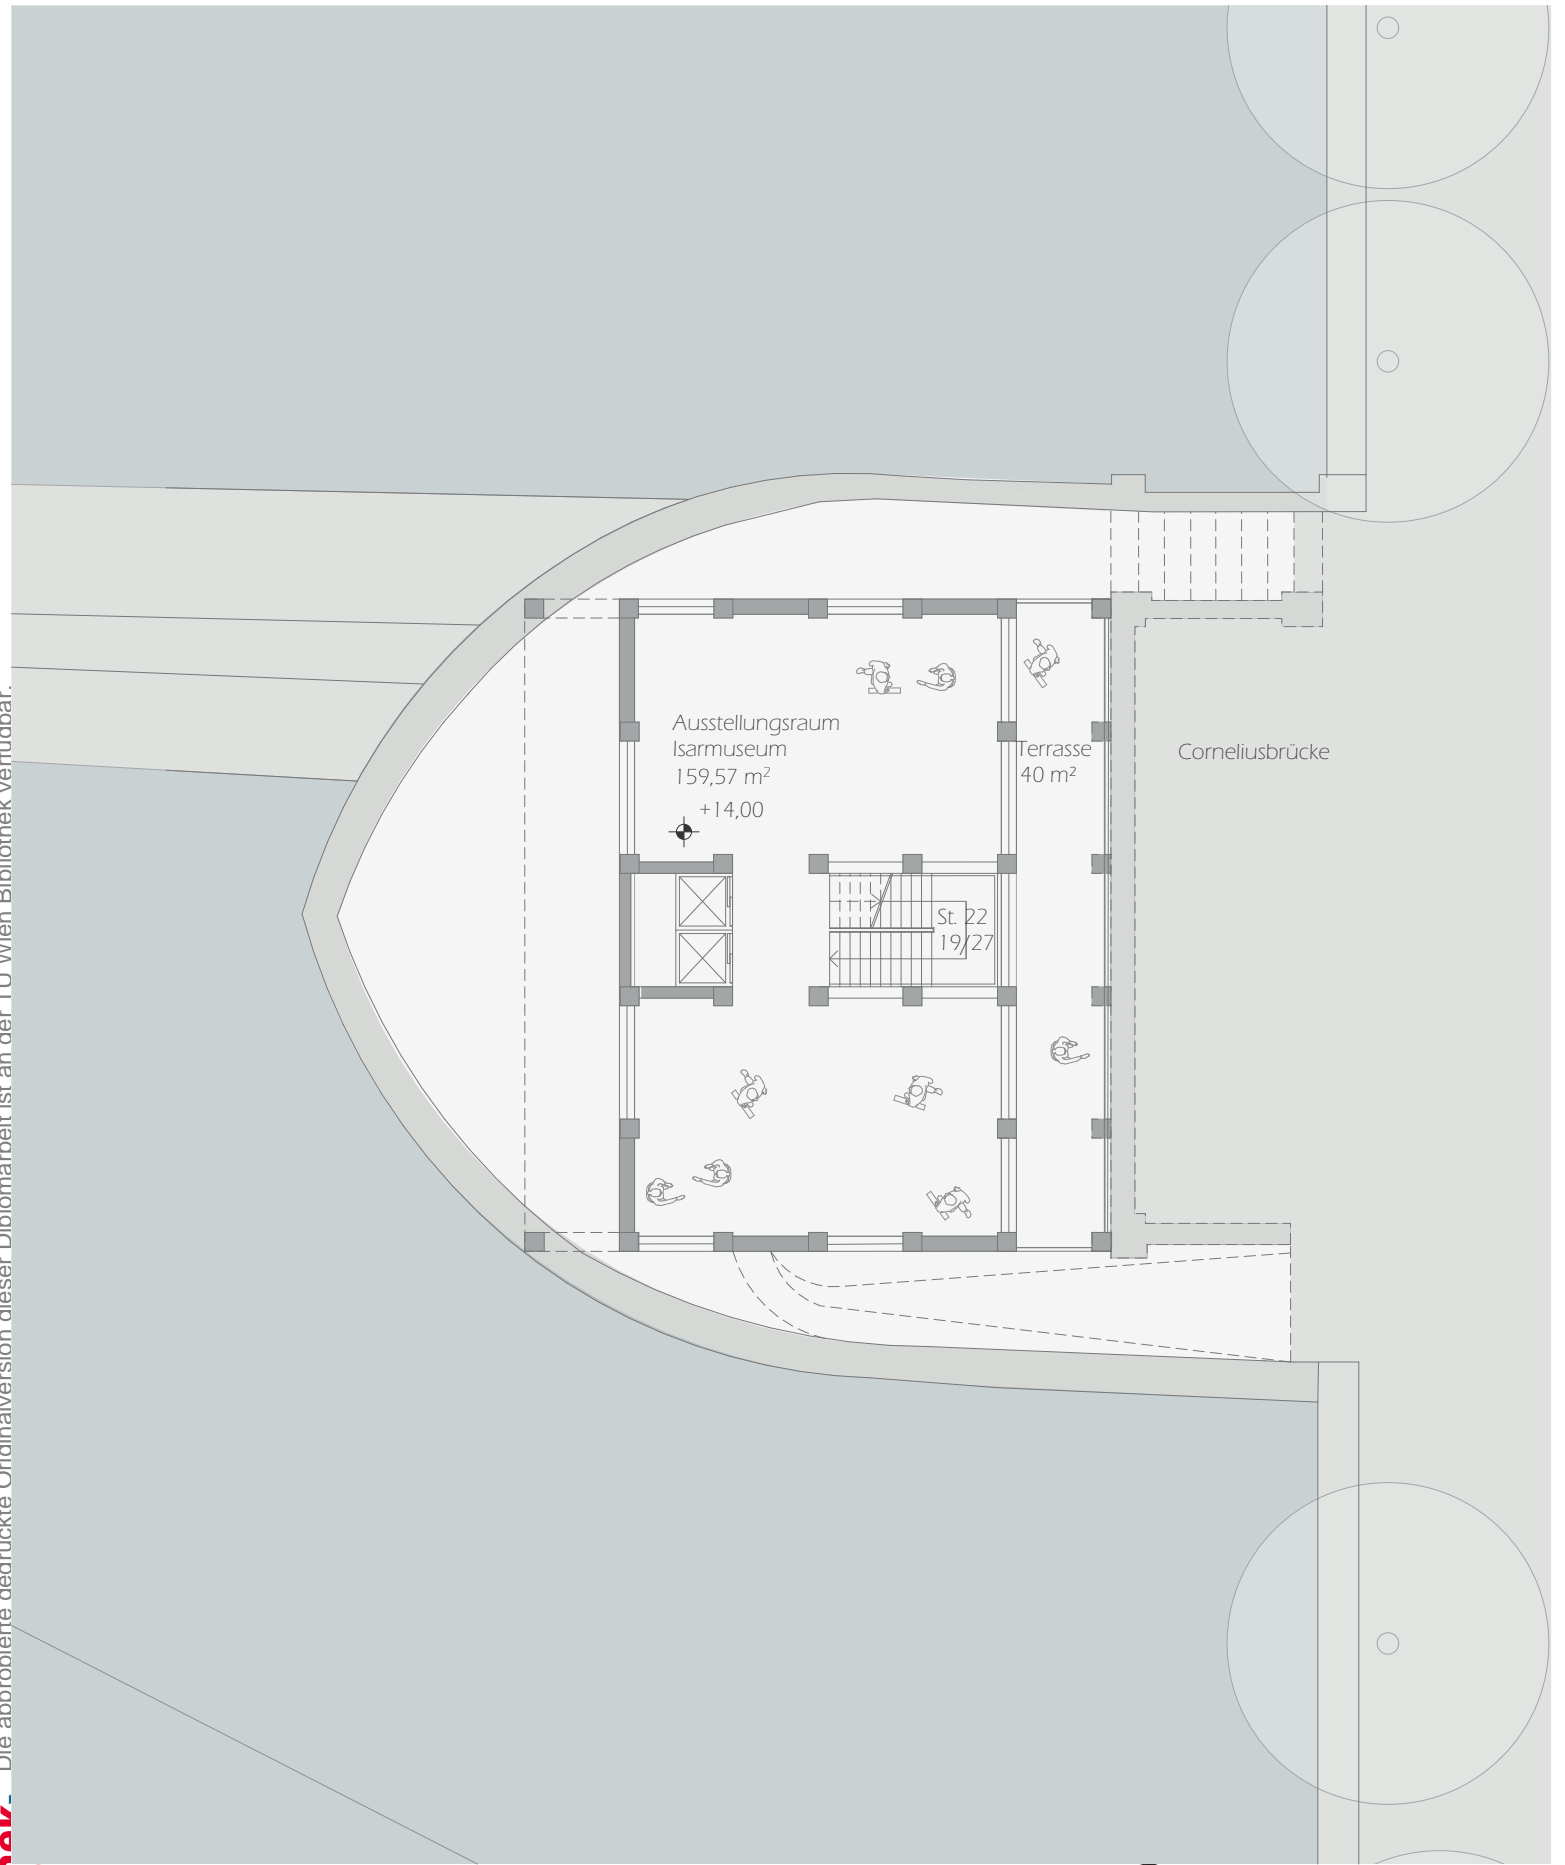 Ausstellungsraum
Isarmuseum
159,57 m²
+14,00
Terrasse
40 m²
Corneliusbrücke
St. 22
19/27
Die approbierte gedruckte Originalversion dieser Diplomarbeit ist an der TU Wien Bibliothek verfügbar.